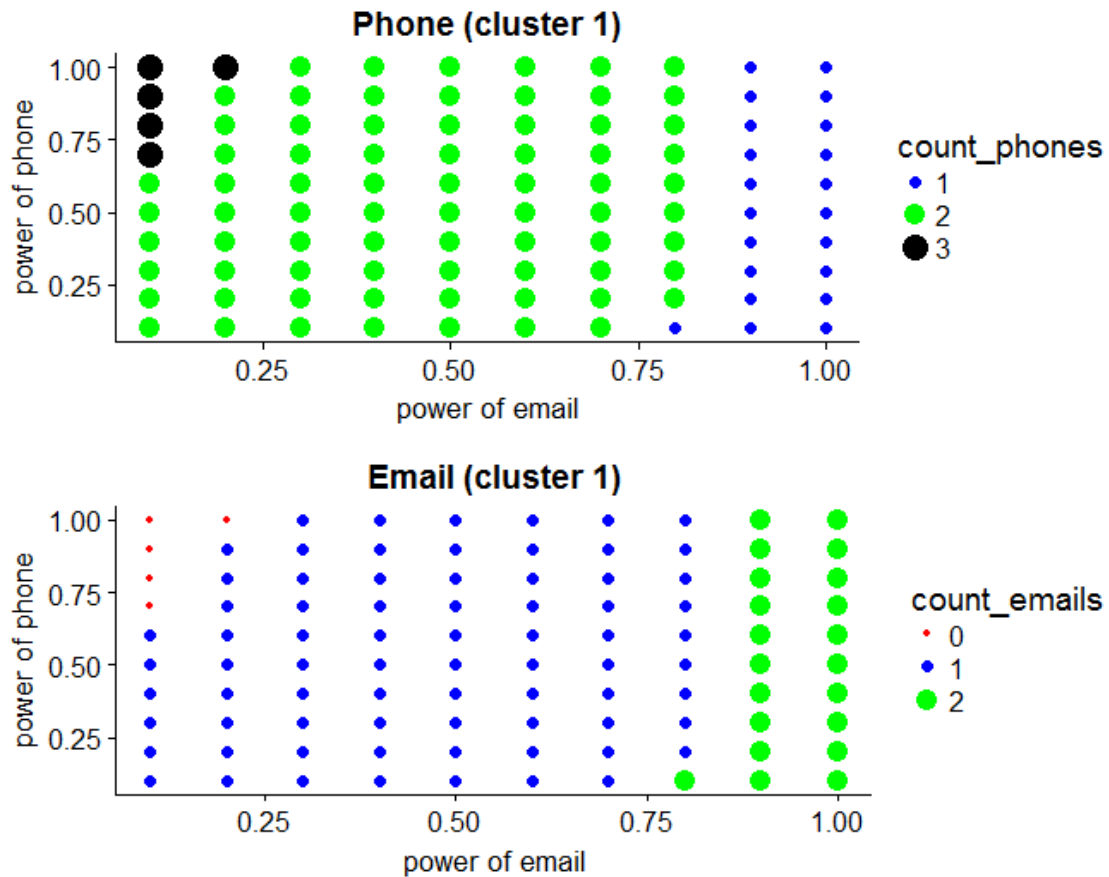 Phone (cluster 1)
1.00
0.75
0.50
0.25
power of phone
0.25 0.50 0.75 1.00
power of email
count_phones
1
2
3
Email (cluster 1)
1.00
0.75
0.50
0.25
power of phone
0.25 0.50 0.75 1.00
power of email
count_emails
0
1
2